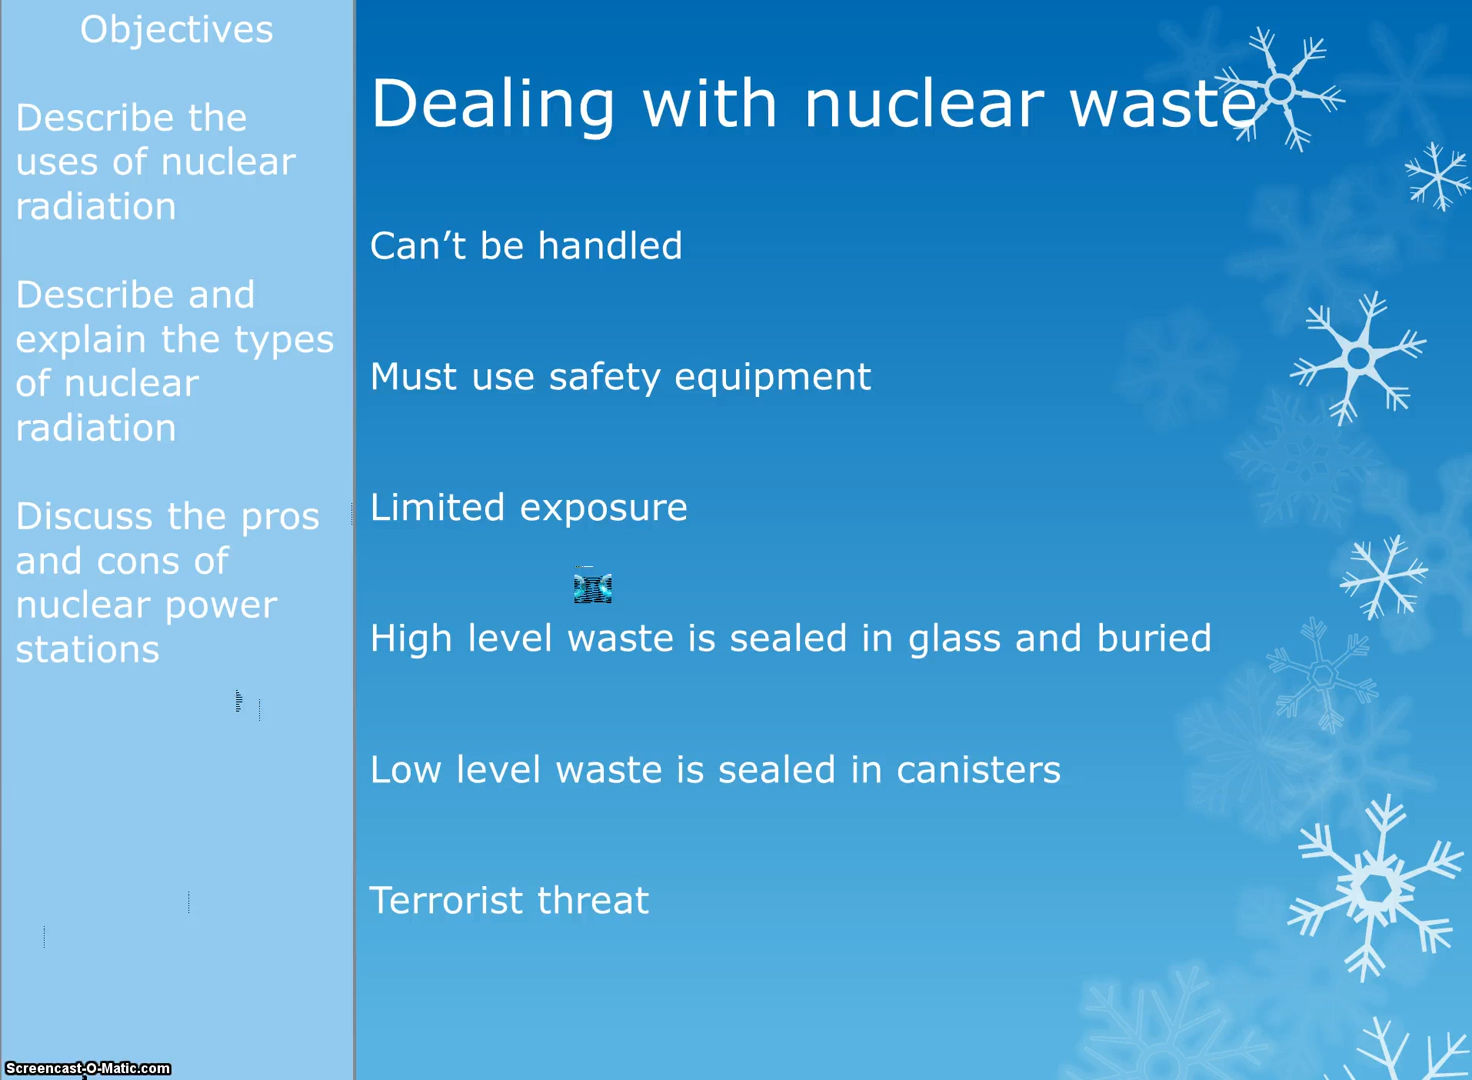 Objectives
Describe the
uses of nuclear
radiation
Describe and
explain the types
of nuclear
radiation
Discuss the pros
and cons of
nuclear power
stations
Dealing with nuclear waste
Can’t be handled
Must use safety equipment
Limited exposure
High level waste is sealed in glass and buried
Low level waste is sealed in canisters
Terrorist threat
Screencast-O-Matic.com